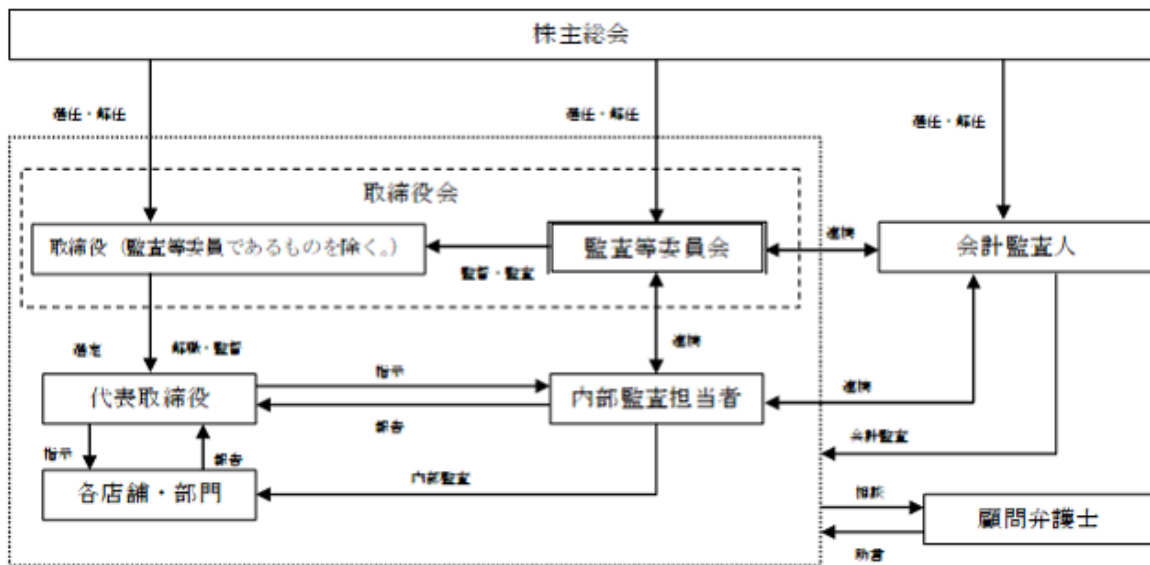 株主総会
選任・解任
選任・解任
選任・解任
取締役会
取締役（監査等委員であるものを除く。）
監査等委員会
連携
会計監査人
監督・監査
選定
解職・監督
連携
代表取締役
指示
報告
内部監査担当者
連携
指示
報告
会計監査
各店舗・部門
内部監査
相談
顧問弁護士
助言